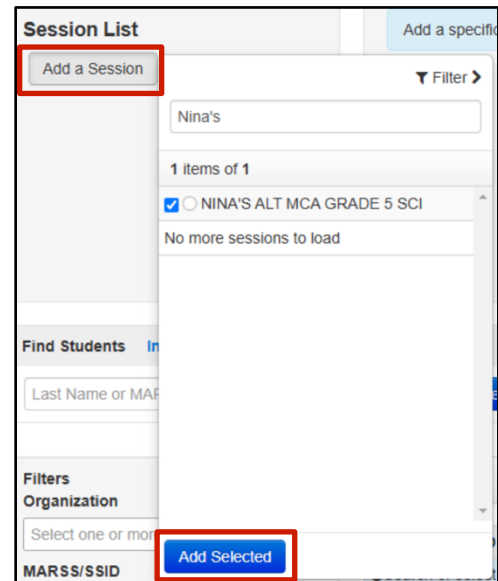 Session List
Add a specific
Add a Session
Filter
Nina's
1 items of 1
NINA'S ALT MCA GRADE 5 SCI
No more sessions to load
Find Students In
Last Name or MAR
Filters
Organization
Select one or mor
Add Selected
MARSS/SSID